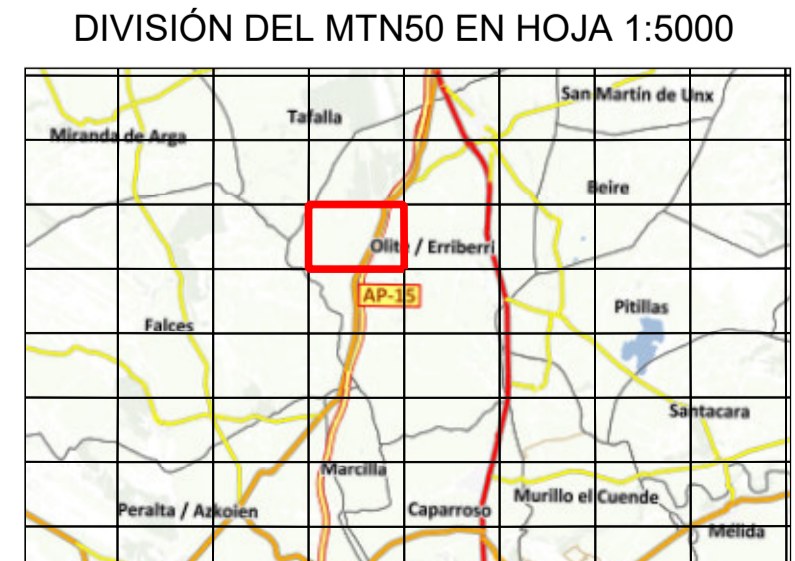 DIVISIÓN DEL MTN50 EN HOJA 1:5000
San Martín de Unx
Tafalla
Miranda de Arga
Beire
Olite / Erriberri
AP-15
Pitillas
Falces
Santacara
Marcilla
Murillo el Cuende
Peralta / Azkoien
Caparroso
Mélida